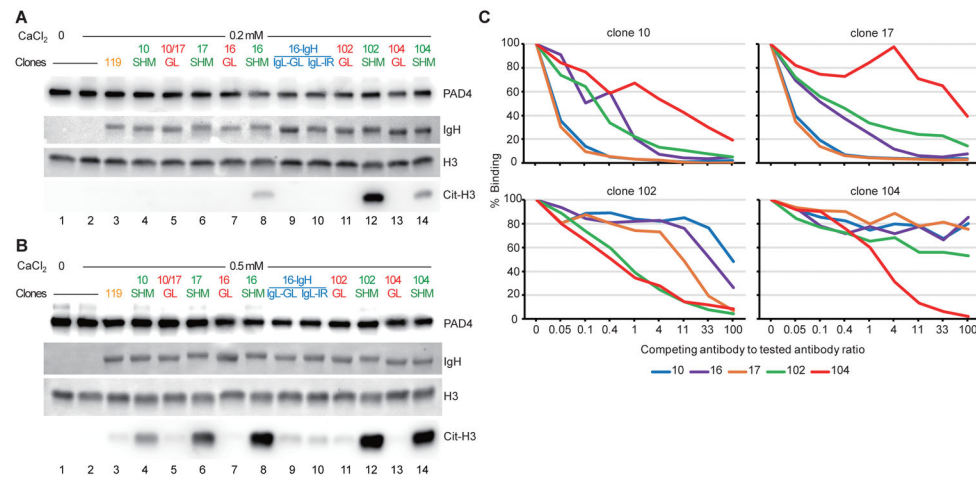 A
CaCl2 0 0.2 mM
10 10/17 17 16 16 16-IgH 102 102 104 104
Clones 119 SHM GL SHM GL SHM IgL-GL IgL-IR GL SHM GL SHM
PAD4
IgH
H3
Cit-H3
1 2 3 4 5 6 7 8 9 10 11 12 13 14
B
CaCl2 0 0.5 mM
10 10/17 17 16 16 16-IgH 102 102 104 104
Clones 119 SHM GL SHM GL SHM IgL-GL IgL-IR GL SHM GL SHM
PAD4
IgH
H3
Cit-H3
1 2 3 4 5 6 7 8 9 10 11 12 13 14
C
clone 10 clone 17
100
80
60
40
20
0
% Binding
clone 102 clone 104
100
80
60
40
20
0
0 0.05 0.1 0.4 1 4 11 33 100 0 0.05 0.1 0.4 1 4 11 33 100
Competing antibody to tested antibody ratio
10 16 17 102 104